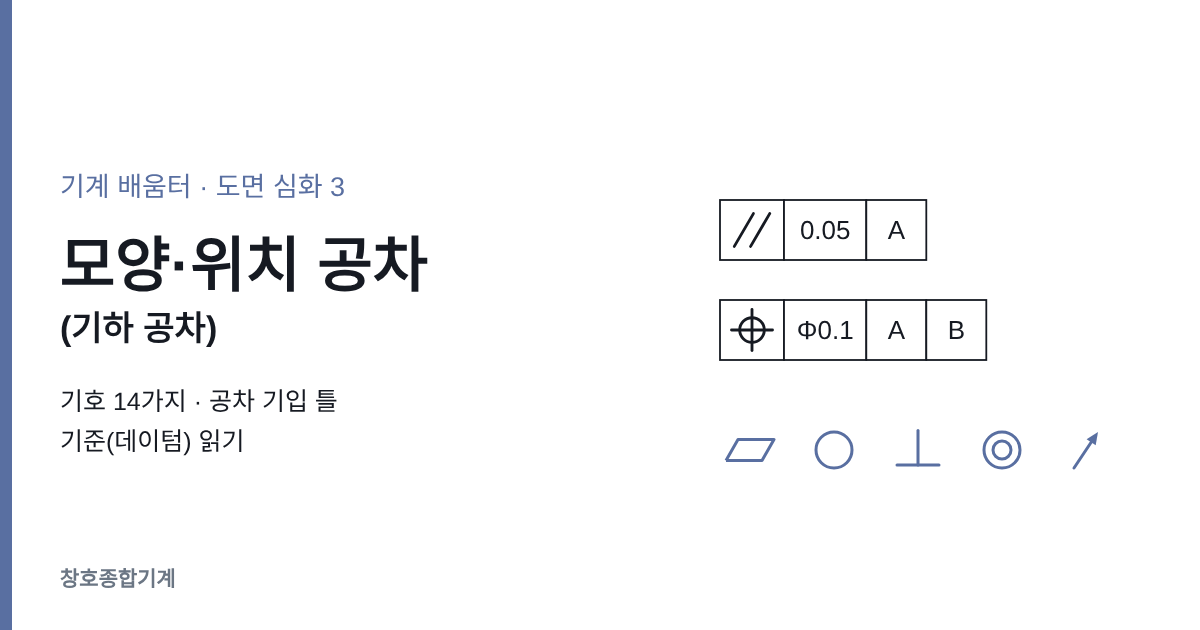 기계 배움터 · 도면 심화 3
모양·위치 공차
(기하 공차)
기호 14가지 · 공차 기입 틀
기준(데이텀) 읽기
창호종합기계
// 0.05 A
⌖ Φ0.1 A B